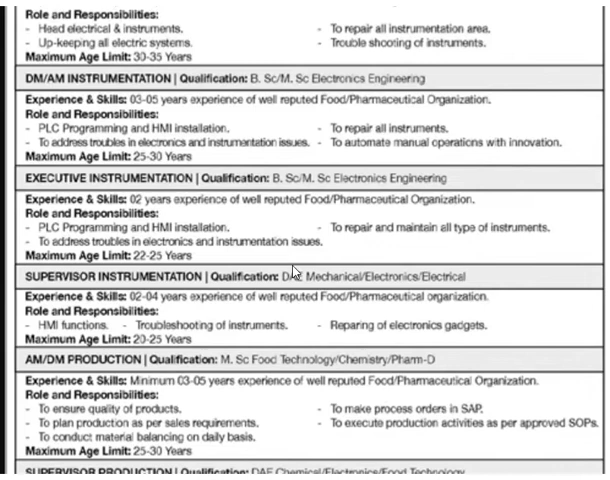 Role and Responsibilities:
- Head electrical & instruments. - To repair all instrumentation area.
- Up-keeping all electric systems. - Trouble shooting of instruments.
Maximum Age Limit: 30-35 Years
DM/AM INSTRUMENTATION | Qualification: B. Sc/M. Sc Electronics Engineering
Experience & Skills: 03-05 years experience of well reputed Food/Pharmaceutical Organization.
Role and Responsibilities:
- PLC Programming and HMI installation. - To repair all instruments.
- To address troubles in electronics and instrumentation issues. - To automate manual operations with innovation.
Maximum Age Limit: 25-30 Years
EXECUTIVE INSTRUMENTATION | Qualification: B. Sc/M. Sc Electronics Engineering
Experience & Skills: 02 years experience of well reputed Food/Pharmaceutical Organization.
Role and Responsibilities:
- PLC Programming and HMI installation. - To repair and maintain all type of instruments.
- To address troubles in electronics and instrumentation issues.
Maximum Age Limit: 22-25 Years
SUPERVISOR INSTRUMENTATION | Qualification: DAE Mechanical/Electronics/Electrical
Experience & Skills: 02-04 years experience of well reputed Food/Pharmaceutical organization.
Role and Responsibilities:
- HMI functions. - Troubleshooting of instruments. - Reparing of electronics gadgets.
Maximum Age Limit: 20-25 Years
AM/DM PRODUCTION | Qualification: M. Sc Food Technology/Chemistry/Pharm-D
Experience & Skills: Minimum 03-05 years experience of well reputed Food/Pharmaceutical Organization.
Role and Responsibilities:
- To ensure quality of products. - To make process orders in SAP.
- To plan production as per sales requirements. - To execute production activities as per approved SOPs.
- To conduct material balancing on daily basis.
Maximum Age Limit: 25-30 Years
SUPERVISOR PRODUCTION | Qualification: DAE Chemical/Electronics/Food Technology